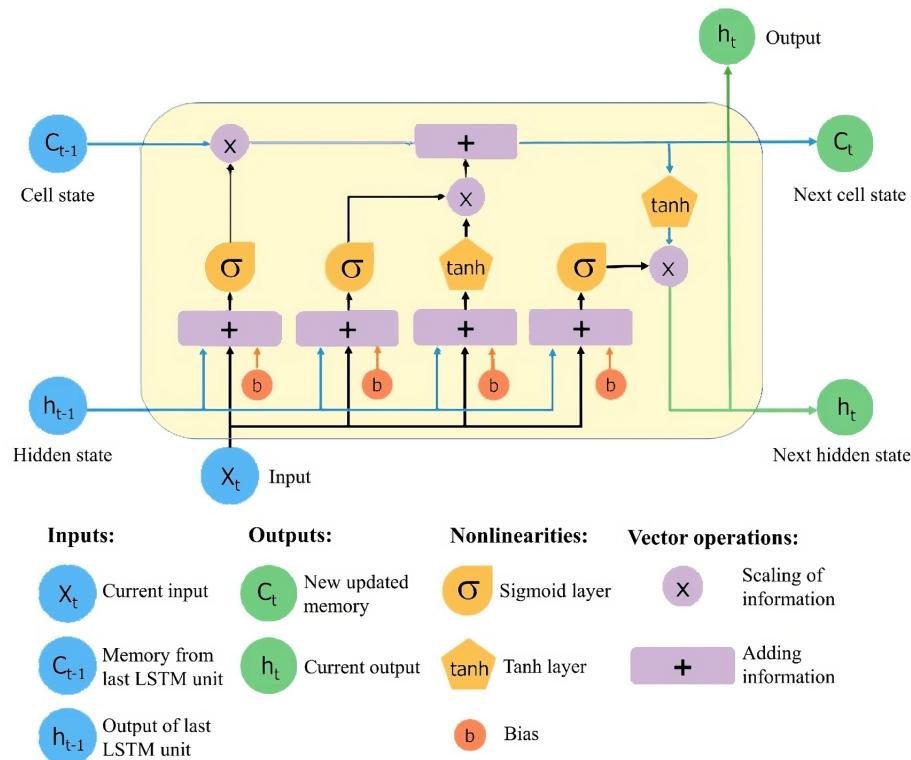 ht
Output
Ct-1
x
+
Ct
Cell state
Next cell state
x
tanh
σ
σ
tanh
σ
x
+
+
+
+
b
b
b
b
ht-1
ht
Hidden state
Next hidden state
Xt
Input
Inputs:
Outputs:
Nonlinearities:
Vector operations:
Xt
Current input
Ct
New updated
memory
σ
Sigmoid layer
x
Scaling of
information
Ct-1
Memory from
last LSTM unit
ht
Current output
tanh
Tanh layer
+
Adding
information
ht-1
Output of last
LSTM unit
b
Bias